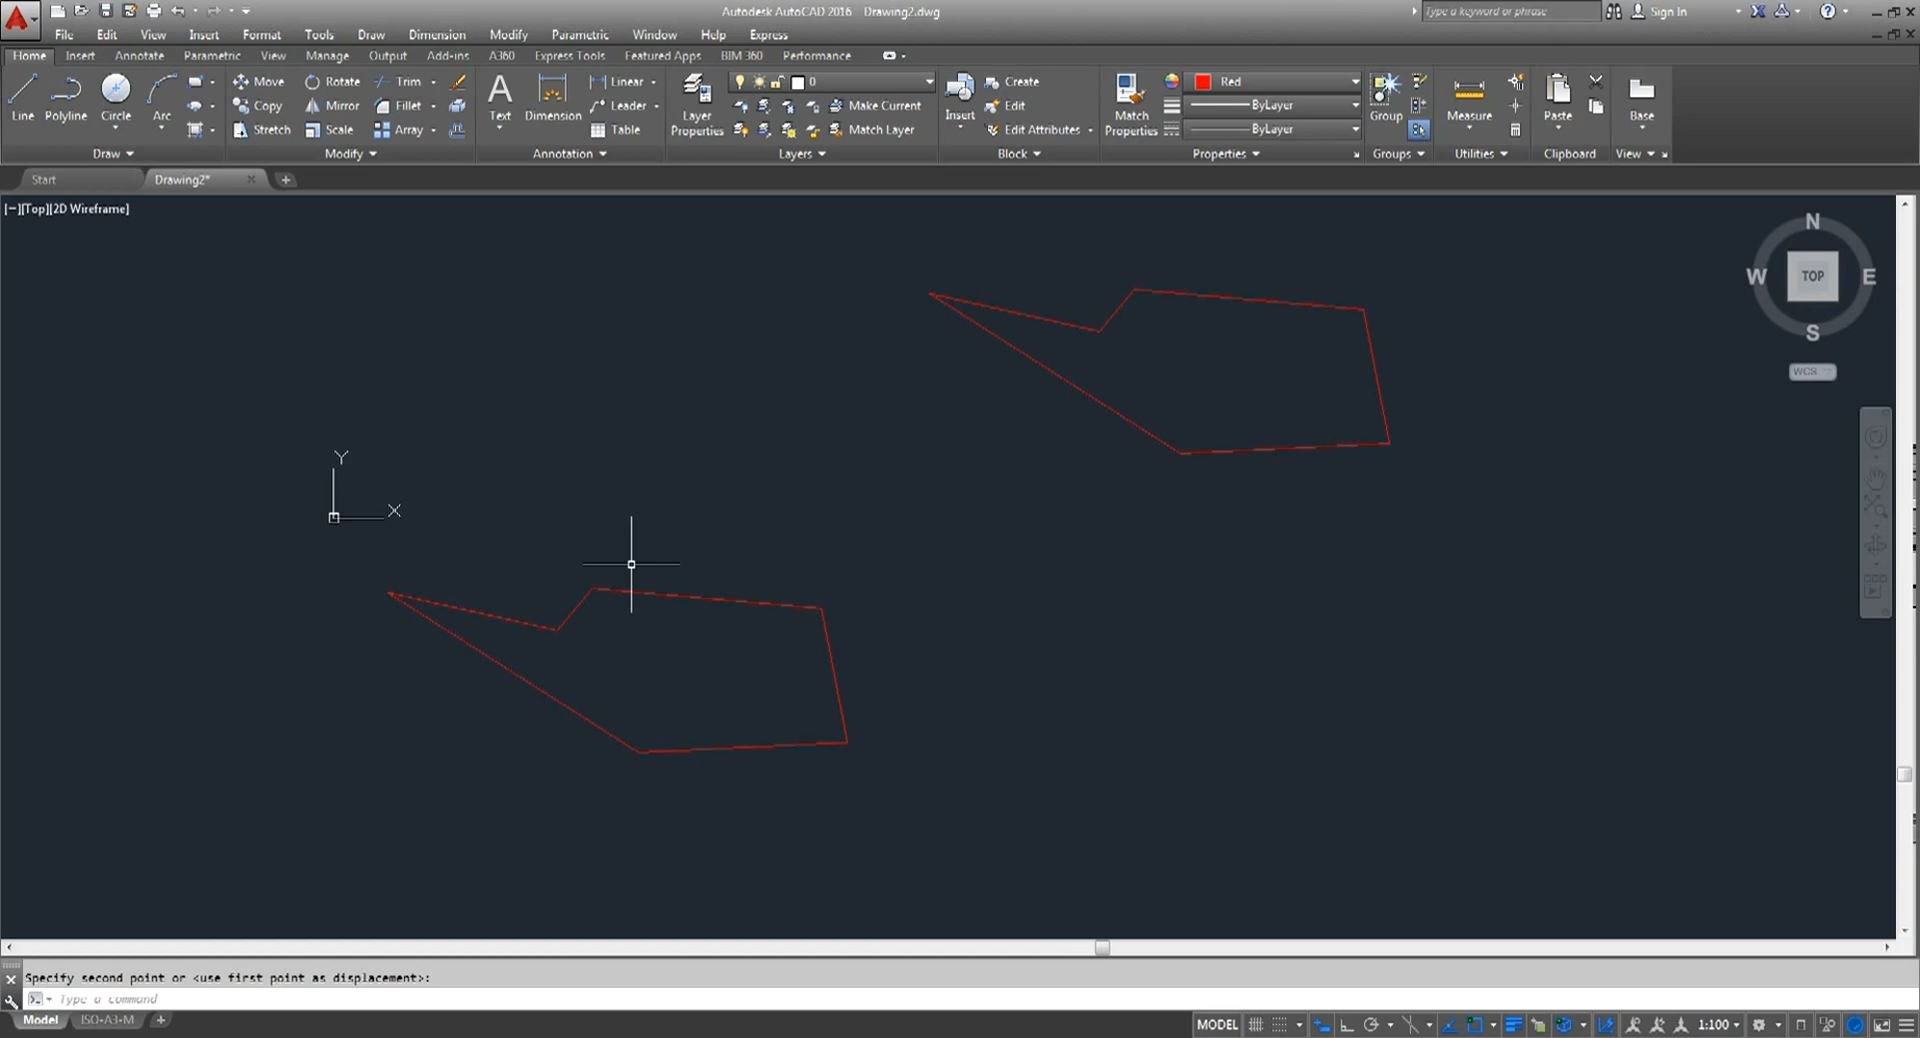 Autodesk AutoCAD 2016 Drawing2.dwg
Type a keyword or phrase
Sign In
File Edit View Insert Format Tools Draw Dimension Modify Parametric Window Help Express
Home Insert Annotate Parametric View Manage Output Add-ins A360 Express Tools Featured Apps BIM 360 Performance
Line Polyline Circle Arc
Move Rotate Trim
Copy Mirror Fillet
Stretch Scale Array
Text Dimension
Linear
Leader
Table
Layer Properties
0
Make Current
Match Layer
Insert
Create
Edit
Edit Attributes
Match Properties
Red
ByLayer
ByLayer
Group
Measure
Paste
Base
Draw Modify Annotation Layers Block Properties Groups Utilities Clipboard View
Start Drawing2*
[−][Top][2D Wireframe]
N
W TOP E
S
WCS
Y
X
Specify second point or <use first point as displacement>:
Type a command
Model ISO-A3-M
MODEL 1:100